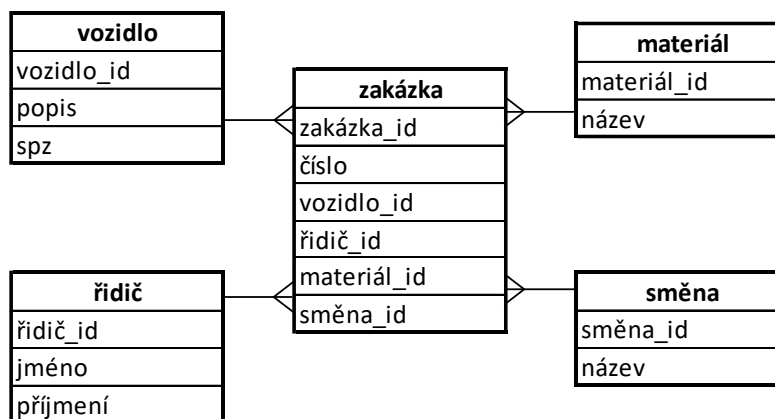 vozidlo
vozidlo_id
popis
spz
zakázka
zakázka_id
číslo
vozidlo_id
řidič_id
materiál_id
směna_id
materiál
materiál_id
název
řidič
řidič_id
jméno
příjmení
směna
směna_id
název